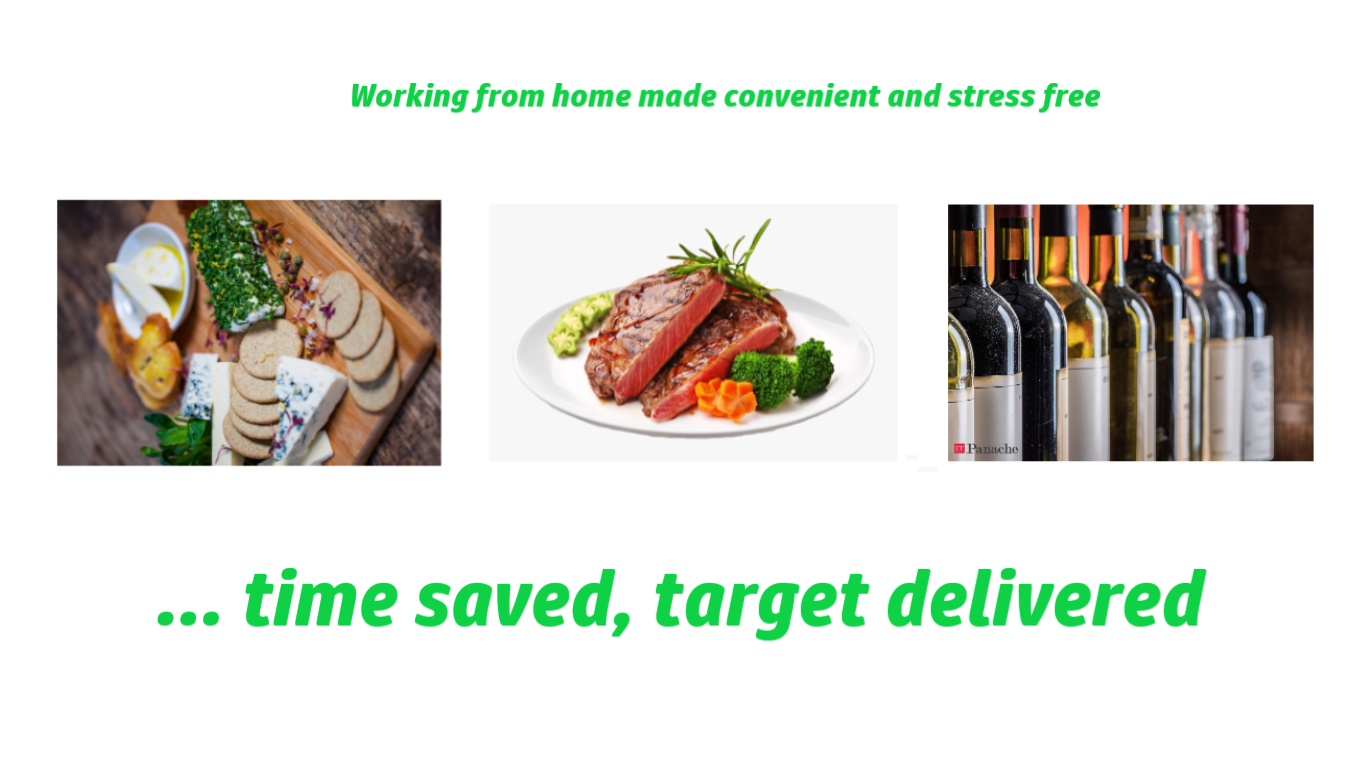 Working from home made convenient and stress free
ET Panache
... time saved, target delivered